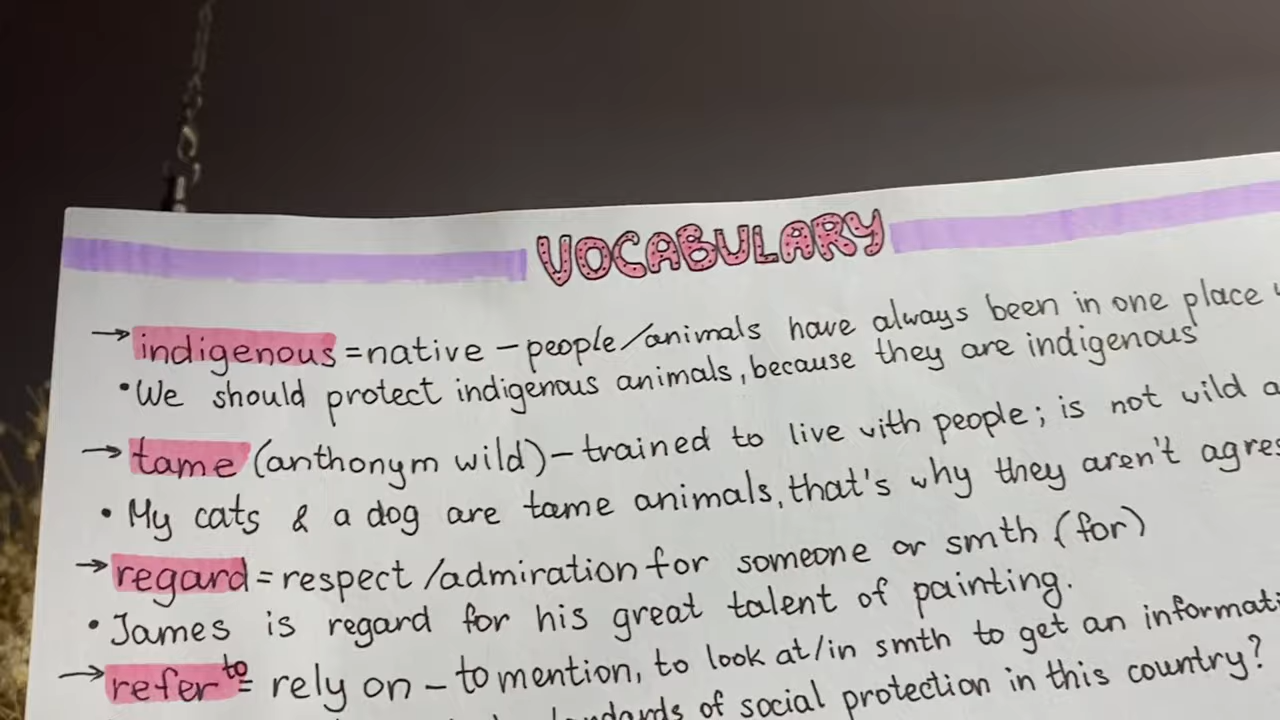 VOCABULARY
→ indigenous = native – people/animals have always been in one place
• We should protect indigenous animals, because they are indigenous
→ tame (anthonym wild) – trained to live with people; is not wild
• My cats & a dog are tame animals, that's why they aren't
→ regard = respect /admiration for someone or smth (for)
• James is regard for his great talent of painting.
→ refer to = rely on – to mention, to look at/in smth to get an
of social protection in this country?